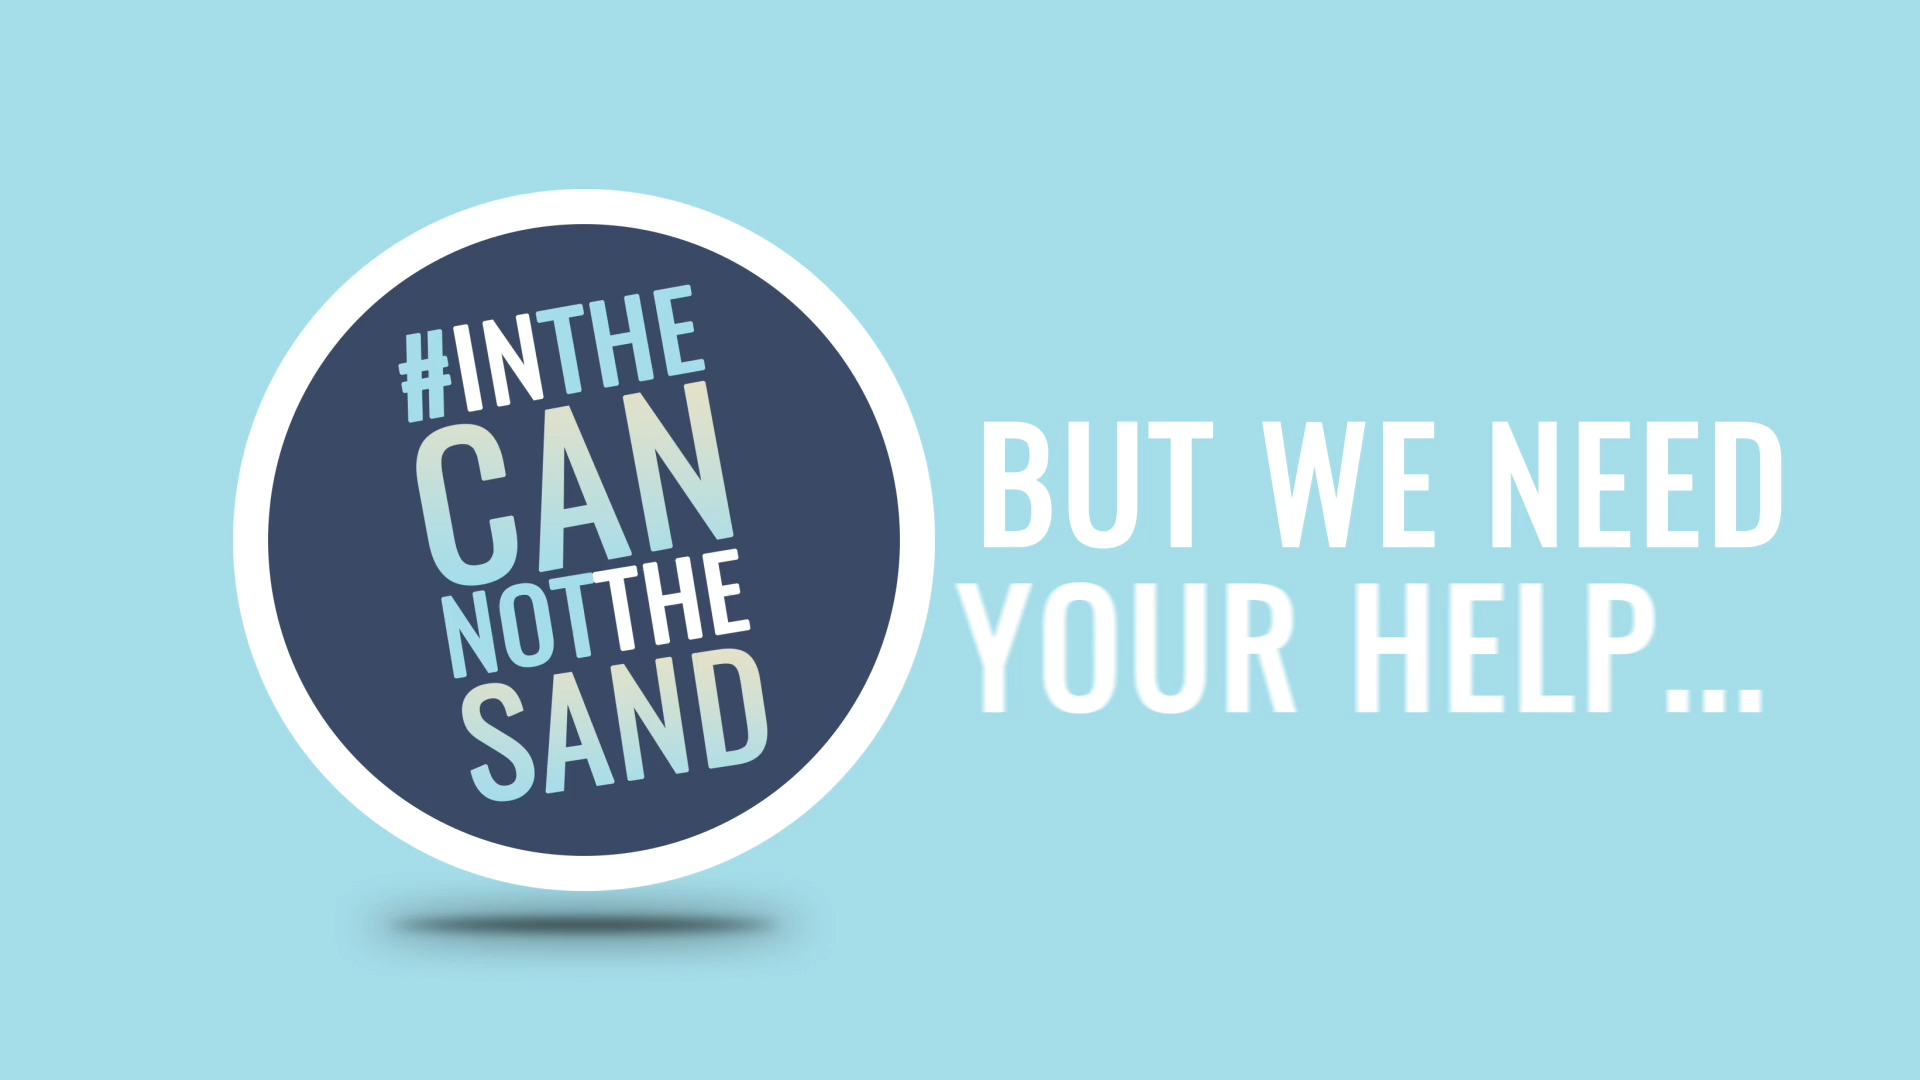 #INTHE
CAN
NOTTHE
SAND
BUT WE NEED
YOUR HELP...